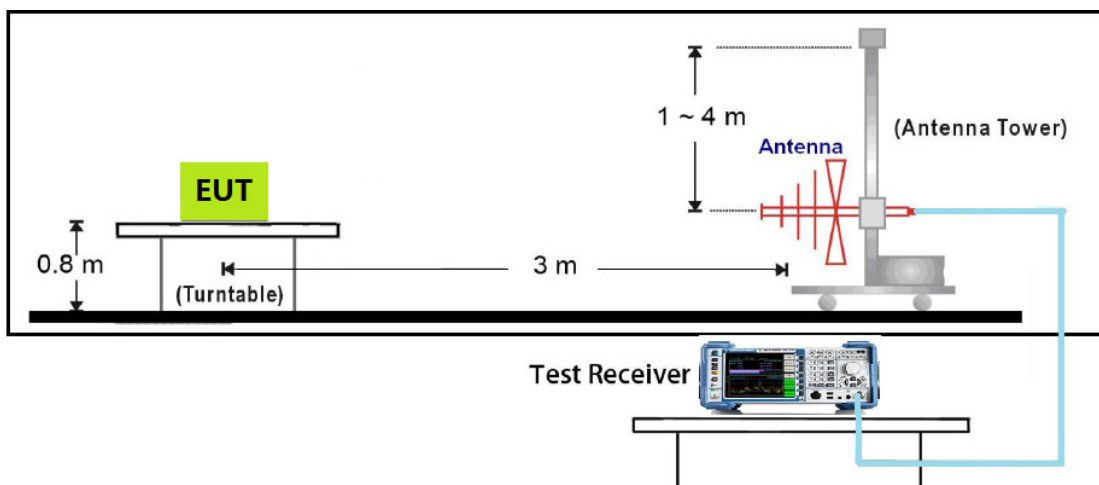 1 ~ 4 m
(Antenna Tower)
Antenna
EUT
0.8 m
3 m
(Turntable)
Test Receiver